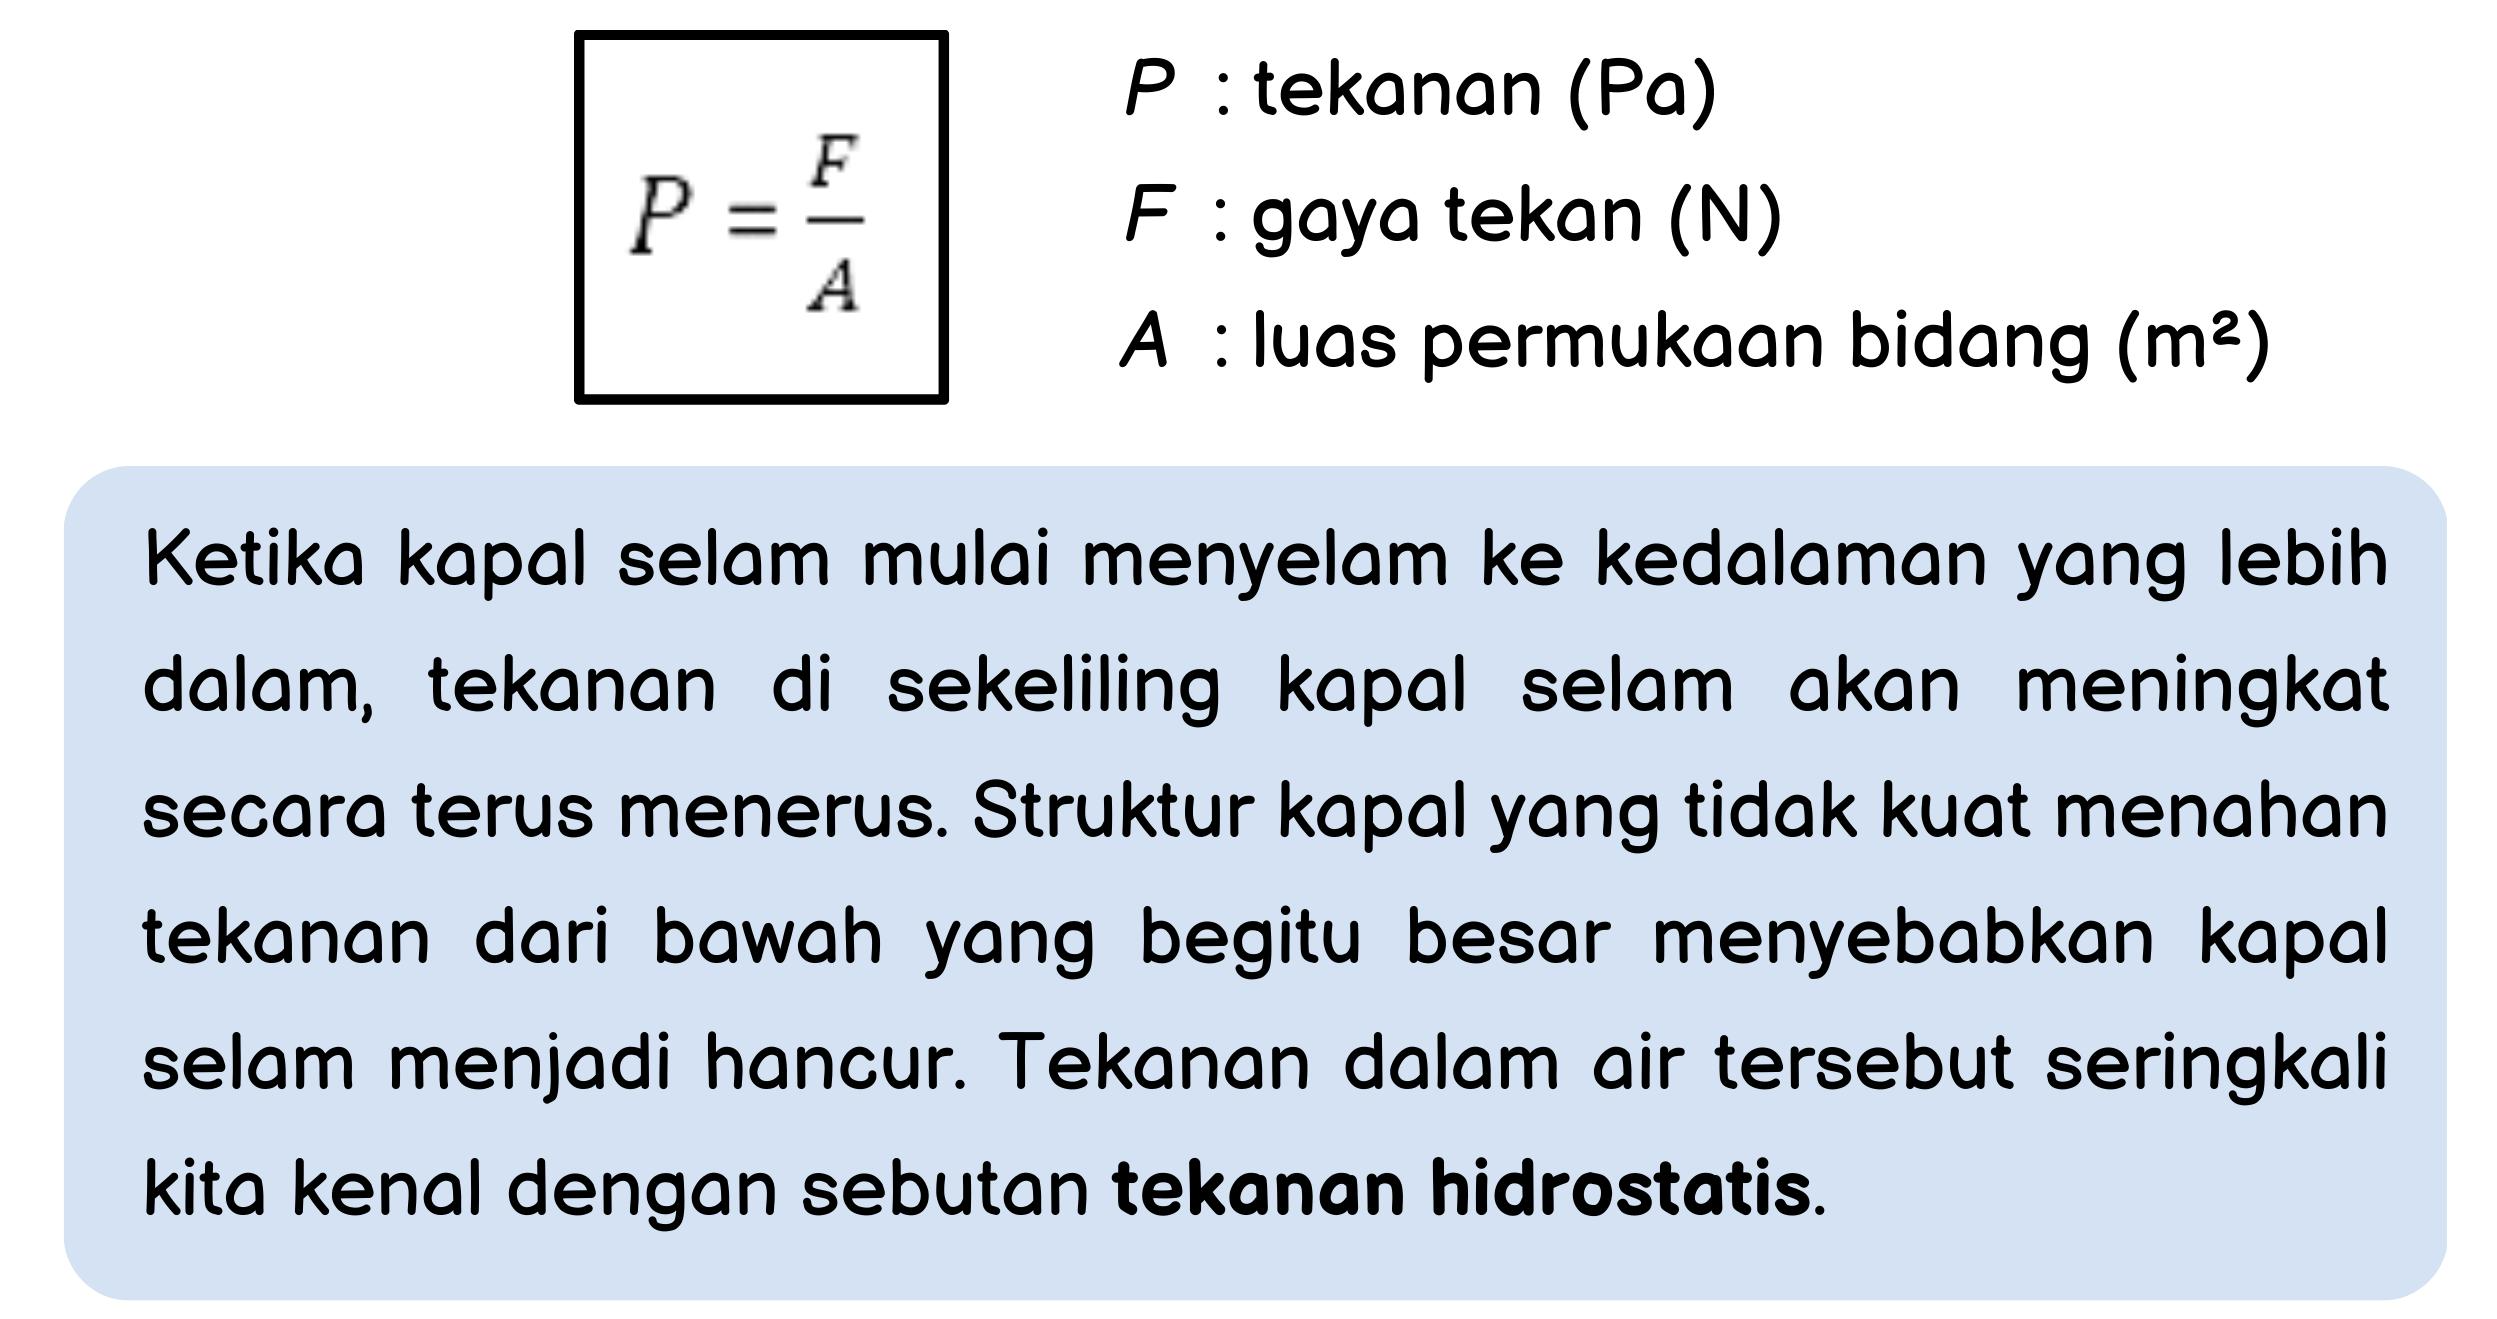 P = F/A
P : tekanan (Pa)
F : gaya tekan (N)
A : luas permukaan bidang (m²)
Ketika kapal selam mulai menyelam ke kedalaman yang lebih
dalam, tekanan di sekeliling kapal selam akan meningkat
secara terus menerus. Struktur kapal yang tidak kuat menahan
tekanan dari bawah yang begitu besar menyebabkan kapal
selam menjadi hancur. Tekanan dalam air tersebut seringkali
kita kenal dengan sebutan tekanan hidrostatis.